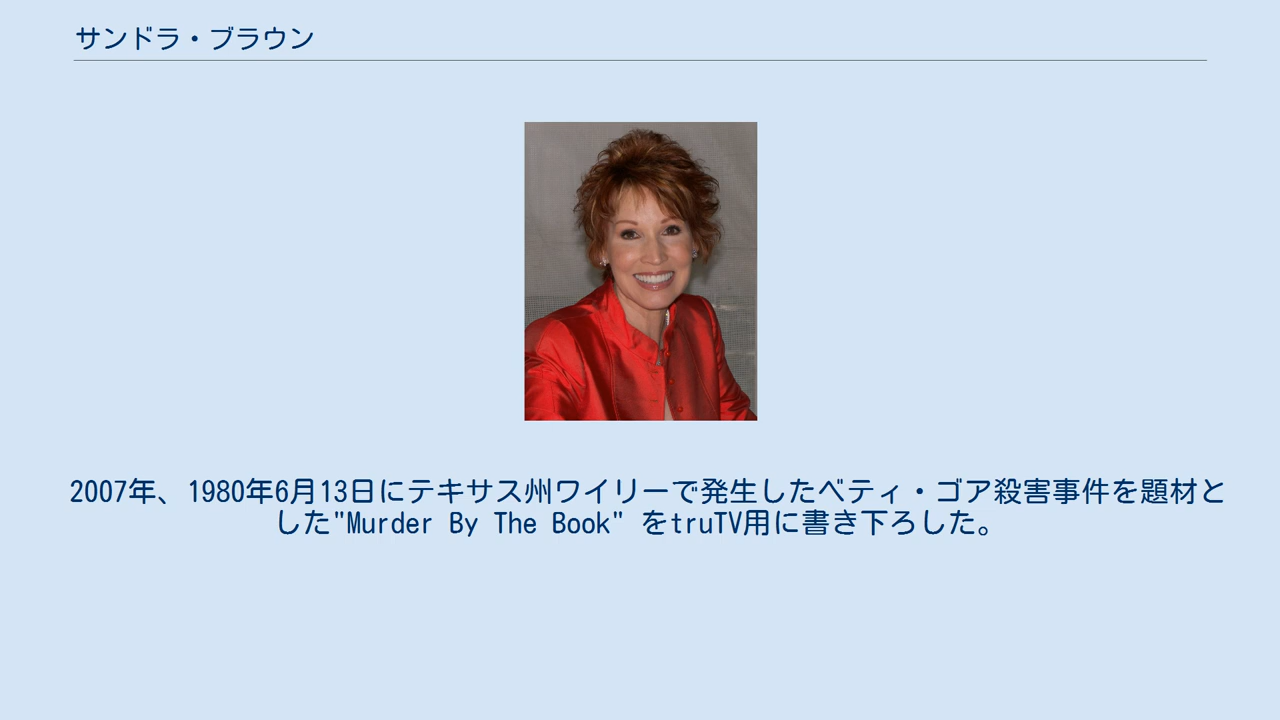 サンドラ・ブラウン
2007年、1980年6月13日にテキサス州ワイリーで発生したベティ・ゴア殺害事件を題材と
した"Murder By The Book" をtruTV用に書き下ろした。